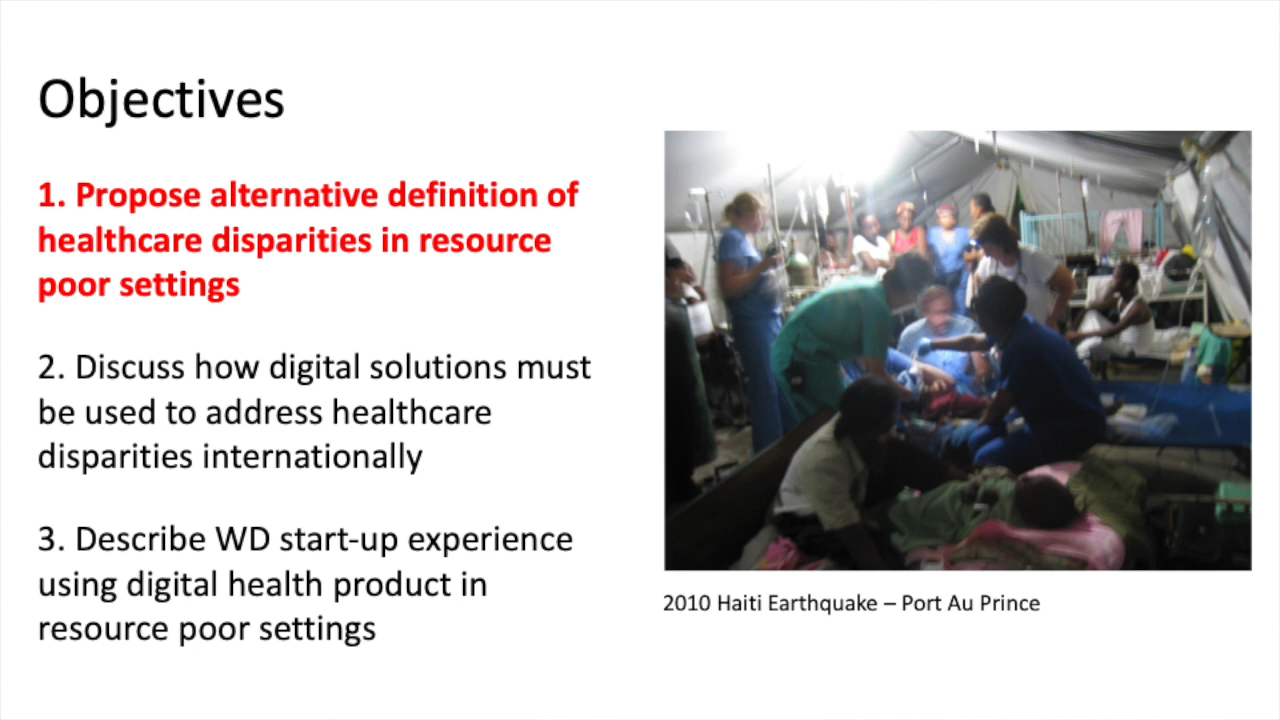 Objectives
1. Propose alternative definition of
healthcare disparities in resource
poor settings
2. Discuss how digital solutions must
be used to address healthcare
disparities internationally
3. Describe WD start-up experience
using digital health product in
resource poor settings
2010 Haiti Earthquake – Port Au Prince